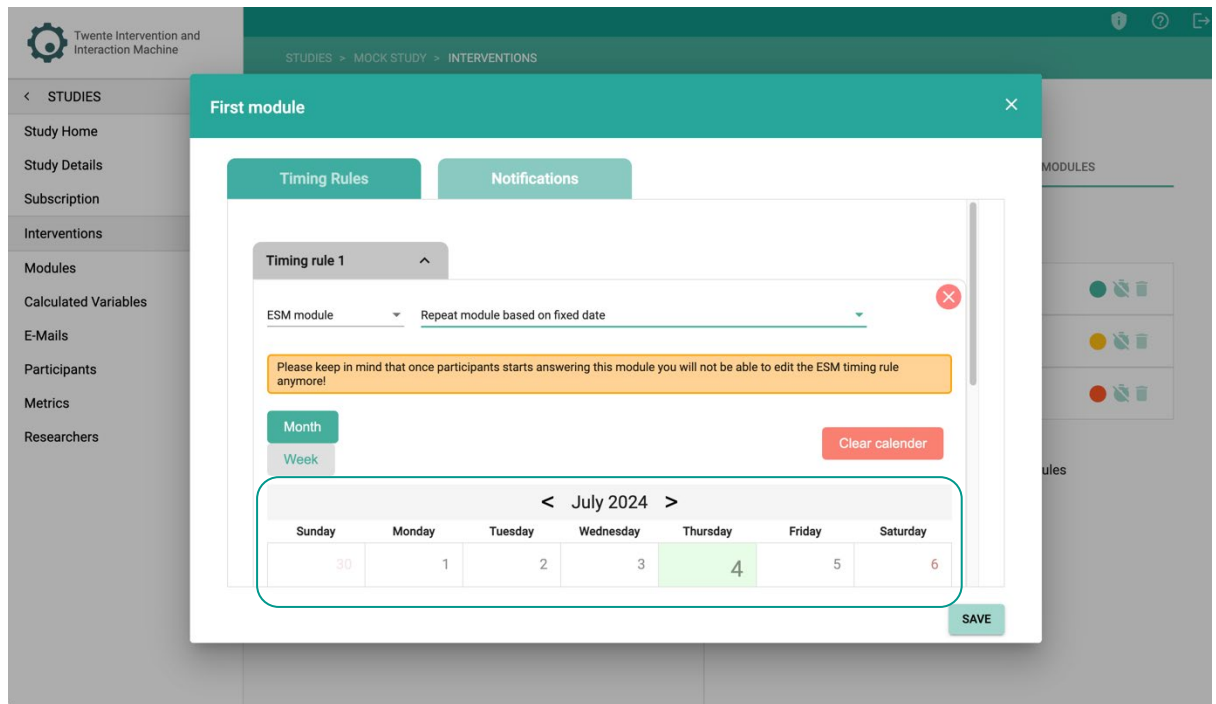 Twente Intervention and
Interaction Machine
STUDIES > MOCK STUDY > INTERVENTIONS
< STUDIES
Study Home
Study Details
Subscription
Interventions
Modules
Calculated Variables
E-Mails
Participants
Metrics
Researchers
MODULES
ules
First module
Timing Rules
Notifications
Timing rule 1
ESM module
Repeat module based on fixed date
Please keep in mind that once participants starts answering this module you will not be able to edit the ESM timing rule
anymore!
Month
Week
Clear calender
< July 2024 >
Sunday Monday Tuesday Wednesday Thursday Friday Saturday
30 1 2 3 4 5 6
SAVE